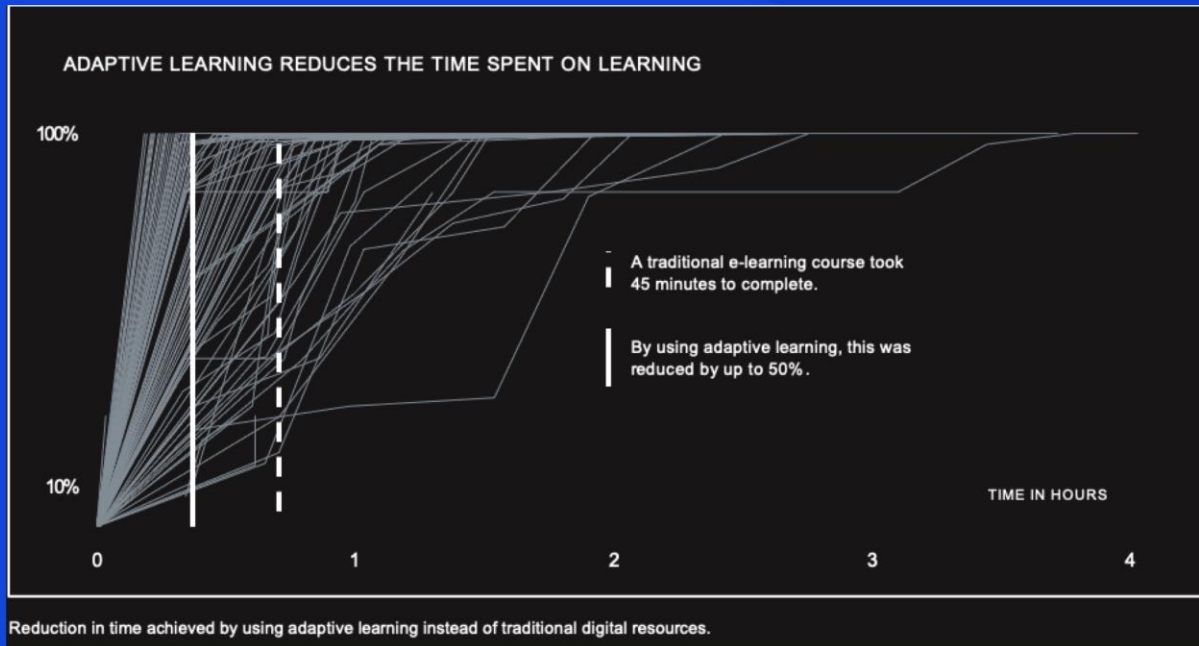 ADAPTIVE LEARNING REDUCES THE TIME SPENT ON LEARNING
100%
A traditional e-learning course took
45 minutes to complete.
By using adaptive learning, this was
reduced by up to 50%.
10%
TIME IN HOURS
0 1 2 3 4
Reduction in time achieved by using adaptive learning instead of traditional digital resources.